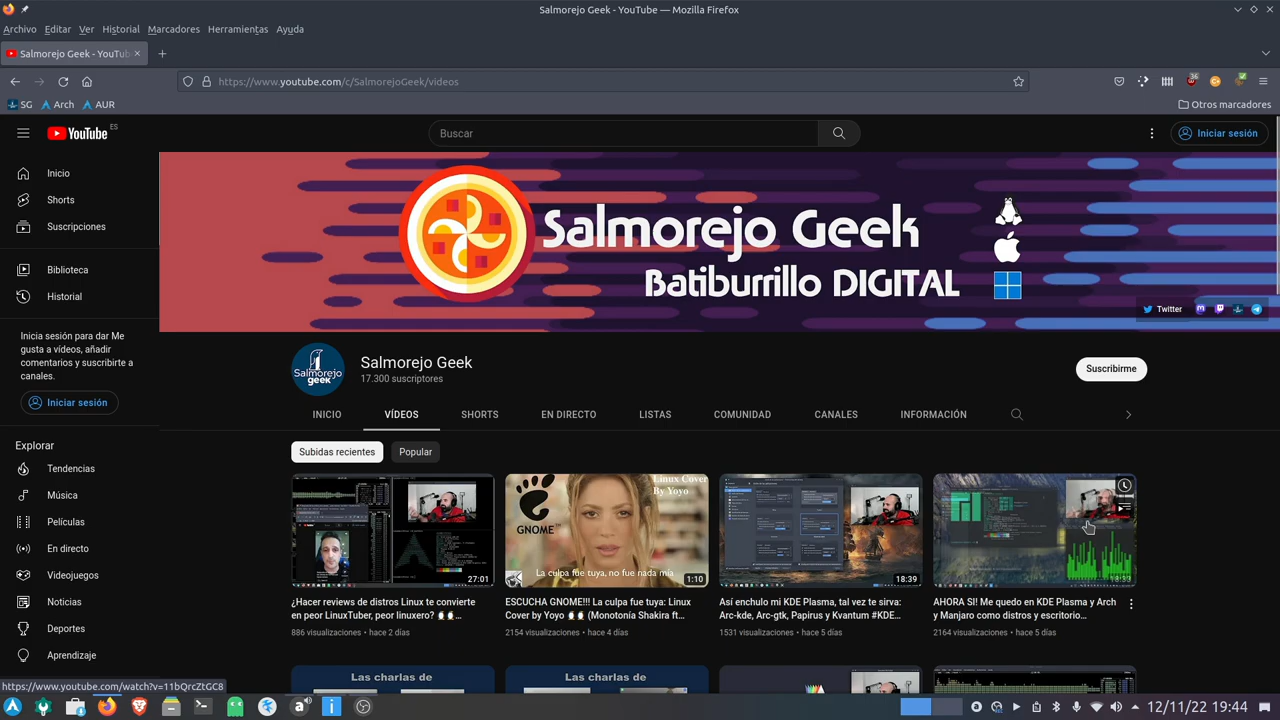 Salmorejo Geek - YouTube — Mozilla Firefox
Archivo Editar Ver Historial Marcadores Herramientas Ayuda
Salmorejo Geek - YouTub
https://www.youtube.com/c/SalmorejoGeek/videos
36
SG Arch AUR
Otros marcadores
YouTube ES
Buscar
Iniciar sesión
Inicio
Shorts
Suscripciones
Biblioteca
Historial
Inicia sesión para dar Me
gusta a vídeos, añadir
comentarios y suscribirte a
canales.
Iniciar sesión
Explorar
Tendencias
Música
Películas
En directo
Videojuegos
Noticias
Deportes
Aprendizaje
Salmorejo Geek
Batiburrillo DIGITAL
Twitter
Salmorejo
geek
Salmorejo Geek
17.300 suscriptores
Suscribirme
INICIO VÍDEOS SHORTS EN DIRECTO LISTAS COMUNIDAD CANALES INFORMACIÓN
Subidas recientes Popular
27:01
¿Hacer reviews de distros Linux te convierte
en peor LinuxTuber, peor linuxero?
886 visualizaciones • hace 2 días
Linux Cover
By Yoyo
GNOME™
La culpa fue tuya, no fue nada mía
1:10
ESCUCHA GNOME!!! La culpa fue tuya: Linux
Cover by Yoyo (Monotonía Shakira ft...
2154 visualizaciones • hace 4 días
18:39
Así enchulo mi KDE Plasma, tal vez te sirva:
Arc-kde, Arc-gtk, Papirus y Kvantum #KDE...
1531 visualizaciones • hace 5 días
AHORA SI! Me quedo en KDE Plasma y Arch
y Manjaro como distros y escritorio...
2164 visualizaciones • hace 5 días
Las charlas de
Las charlas de
https://www.youtube.com/watch?v=11bQrcZtGC8
12/11/22 19:44